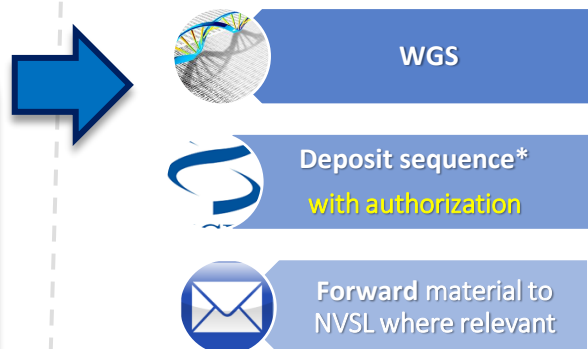 WGS
Deposit sequence*
with authorization
Forward material to
NVSL where relevant